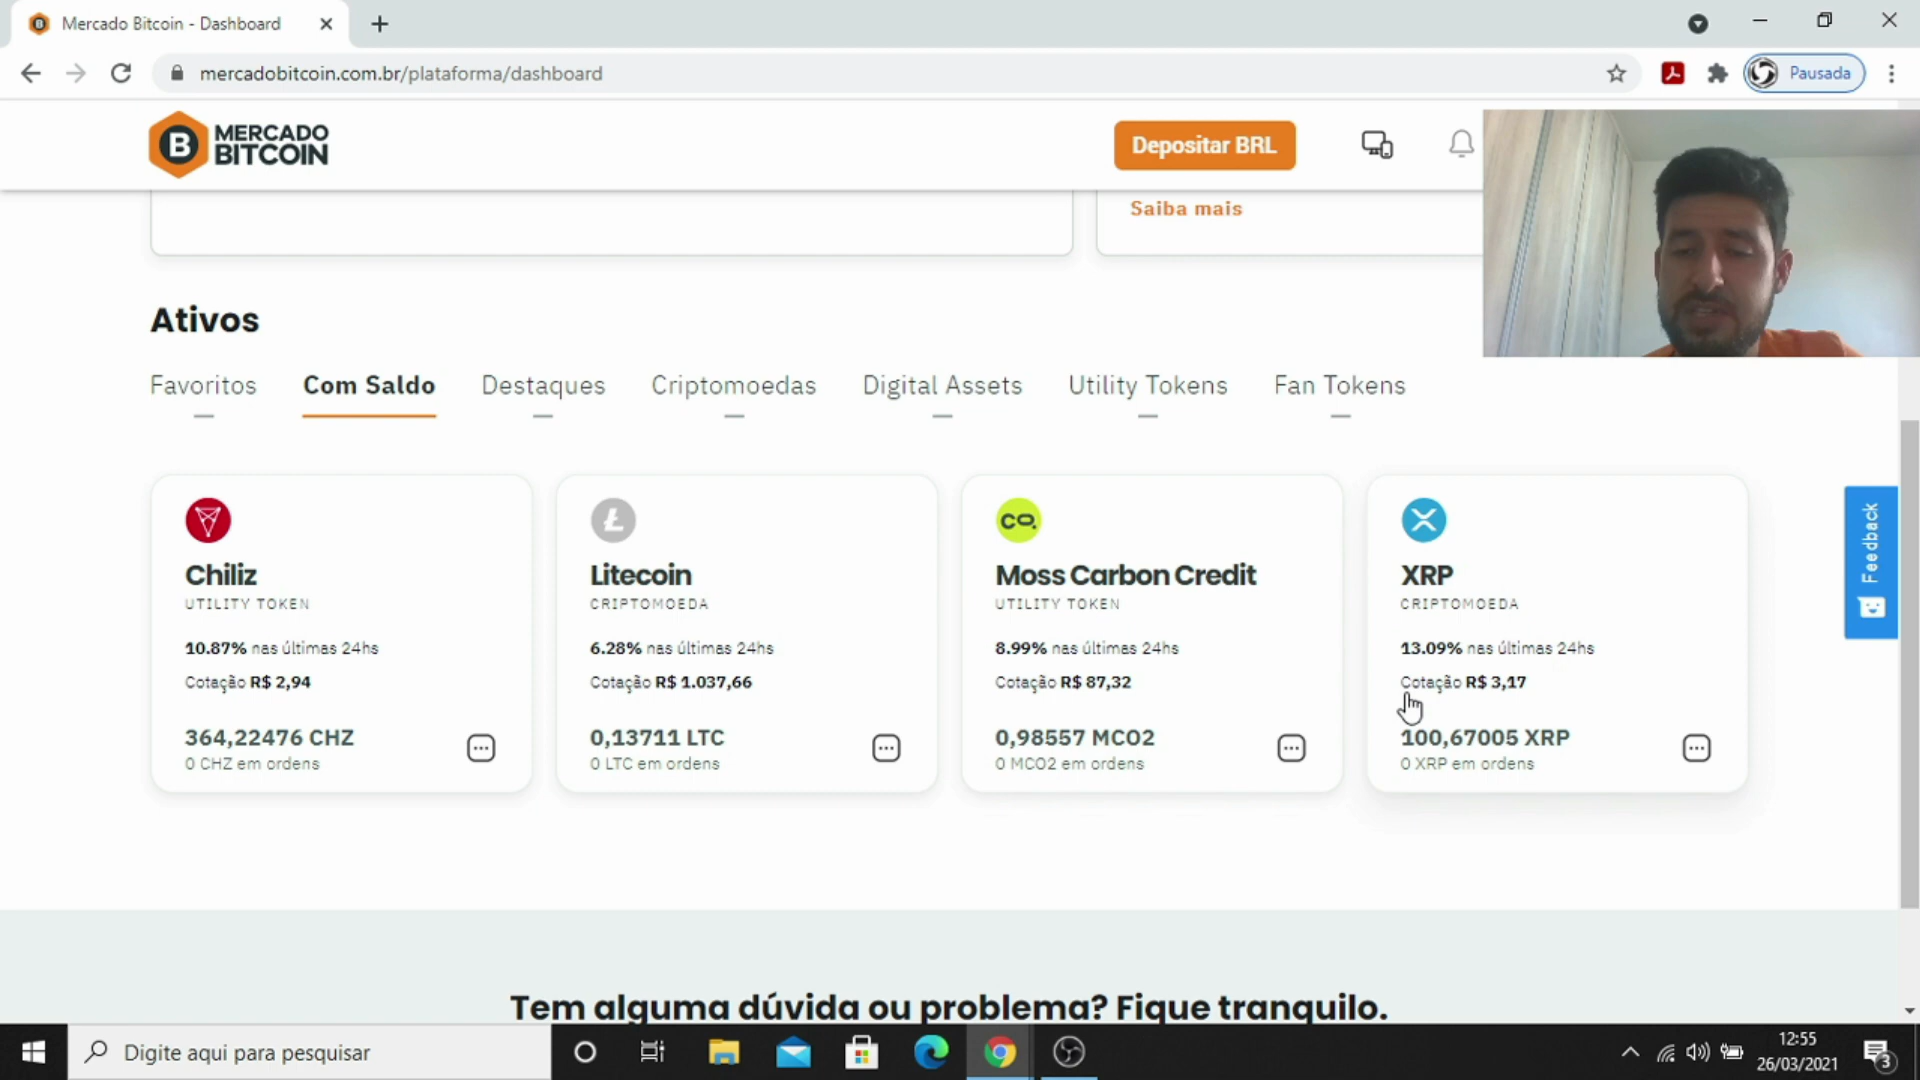 Mercado Bitcoin - Dashboard
mercadobitcoin.com.br/plataforma/dashboard
Pausada
B MERCADO
BITCOIN
Depositar BRL
Saiba mais
Ativos
Favoritos Com Saldo Destaques Criptomoedas Digital Assets Utility Tokens Fan Tokens
Chiliz
UTILITY TOKEN
10.87% nas últimas 24hs
Cotação R$ 2,94
364,22476 CHZ
0 CHZ em ordens
Litecoin
CRIPTOMOEDA
6.28% nas últimas 24hs
Cotação R$ 1.037,66
0,13711 LTC
0 LTC em ordens
CO.
Moss Carbon Credit
UTILITY TOKEN
8.99% nas últimas 24hs
Cotação R$ 87,32
0,98557 MCO2
0 MCO2 em ordens
XRP
CRIPTOMOEDA
13.09% nas últimas 24hs
Cotação R$ 3,17
100,67005 XRP
0 XRP em ordens
Feedback
Tem alguma dúvida ou problema? Fique tranquilo.
Digite aqui para pesquisar
12:55
26/03/2021
3